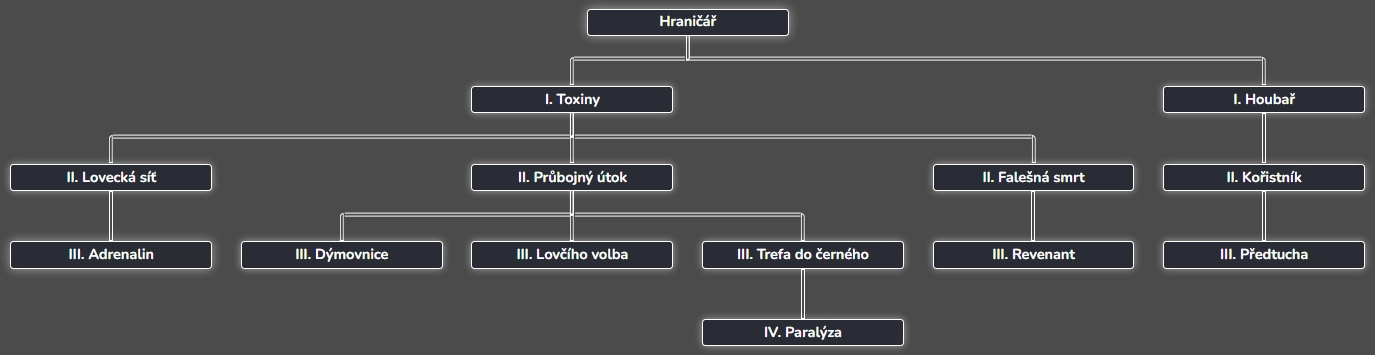 Hraničář
I. Toxiny
I. Houbař
II. Lovecká síť
II. Průbojný útok
II. Falešná smrt
II. Kořistník
III. Adrenalin
III. Dýmovnice
III. Lovčího volba
III. Trefa do černého
III. Revenant
III. Předtucha
IV. Paralýza